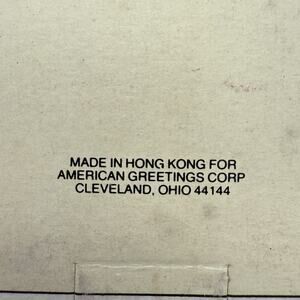 MADE IN HONG KONG FOR
AMERICAN GREETINGS CORP
CLEVELAND, OHIO 44144